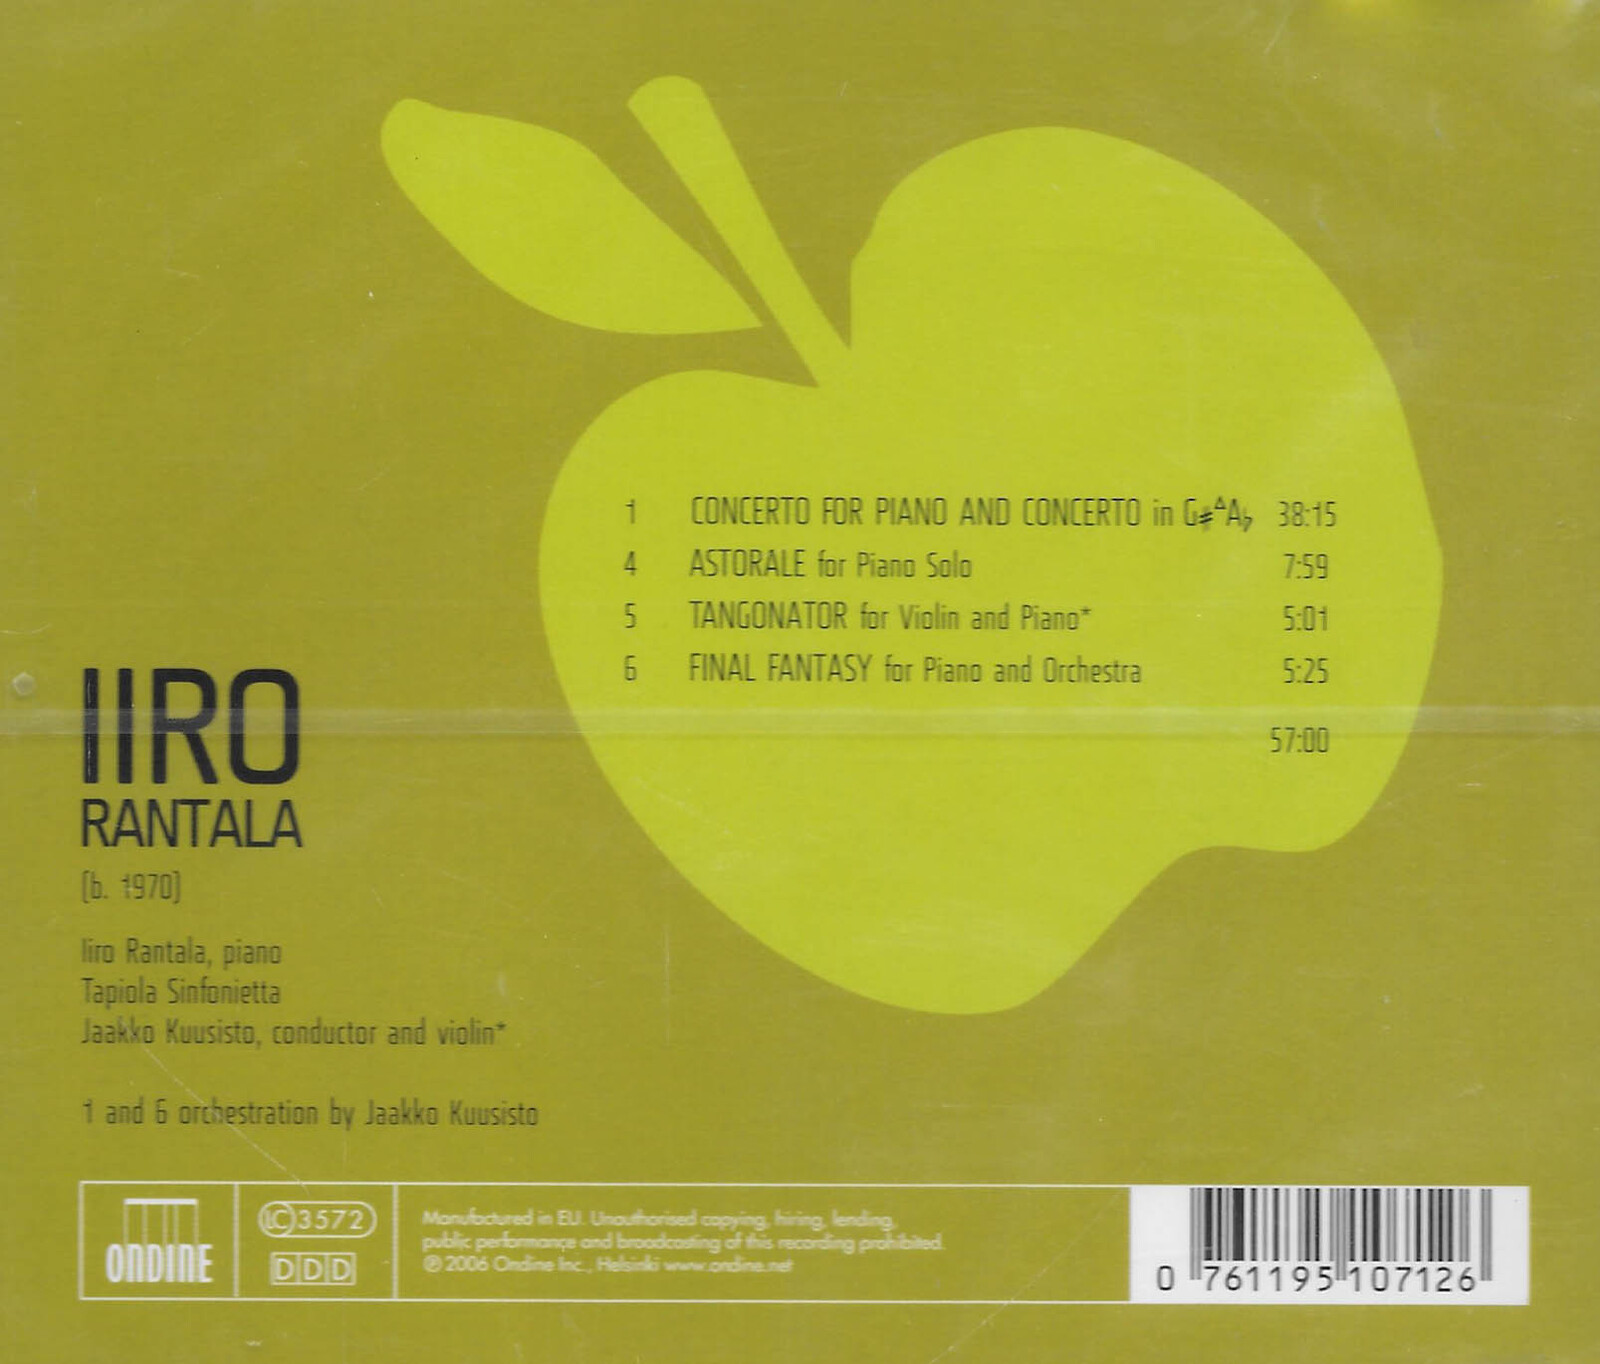 1 CONCERTO FOR PIANO AND CONCERTO in G♯ᐃA♭ 38:15
4 ASTORALE for Piano Solo 7:59
5 TANGONATOR for Violin and Piano* 5:01
6 FINAL FANTASY for Piano and Orchestra 5:25
57:00
IIRO
RANTALA
(b. 1970)
Iiro Rantala, piano
Tapiola Sinfonietta
Jaakko Kuusisto, conductor and violin*
1 and 6 orchestration by Jaakko Kuusisto
ONDINE
LC 3572
DDD
Manufactured in EU. Unauthorised copying, hiring, lending,
public performance and broadcasting of this recording prohibited.
℗ 2006 Ondine Inc., Helsinki www.ondine.net
0 761195 107126